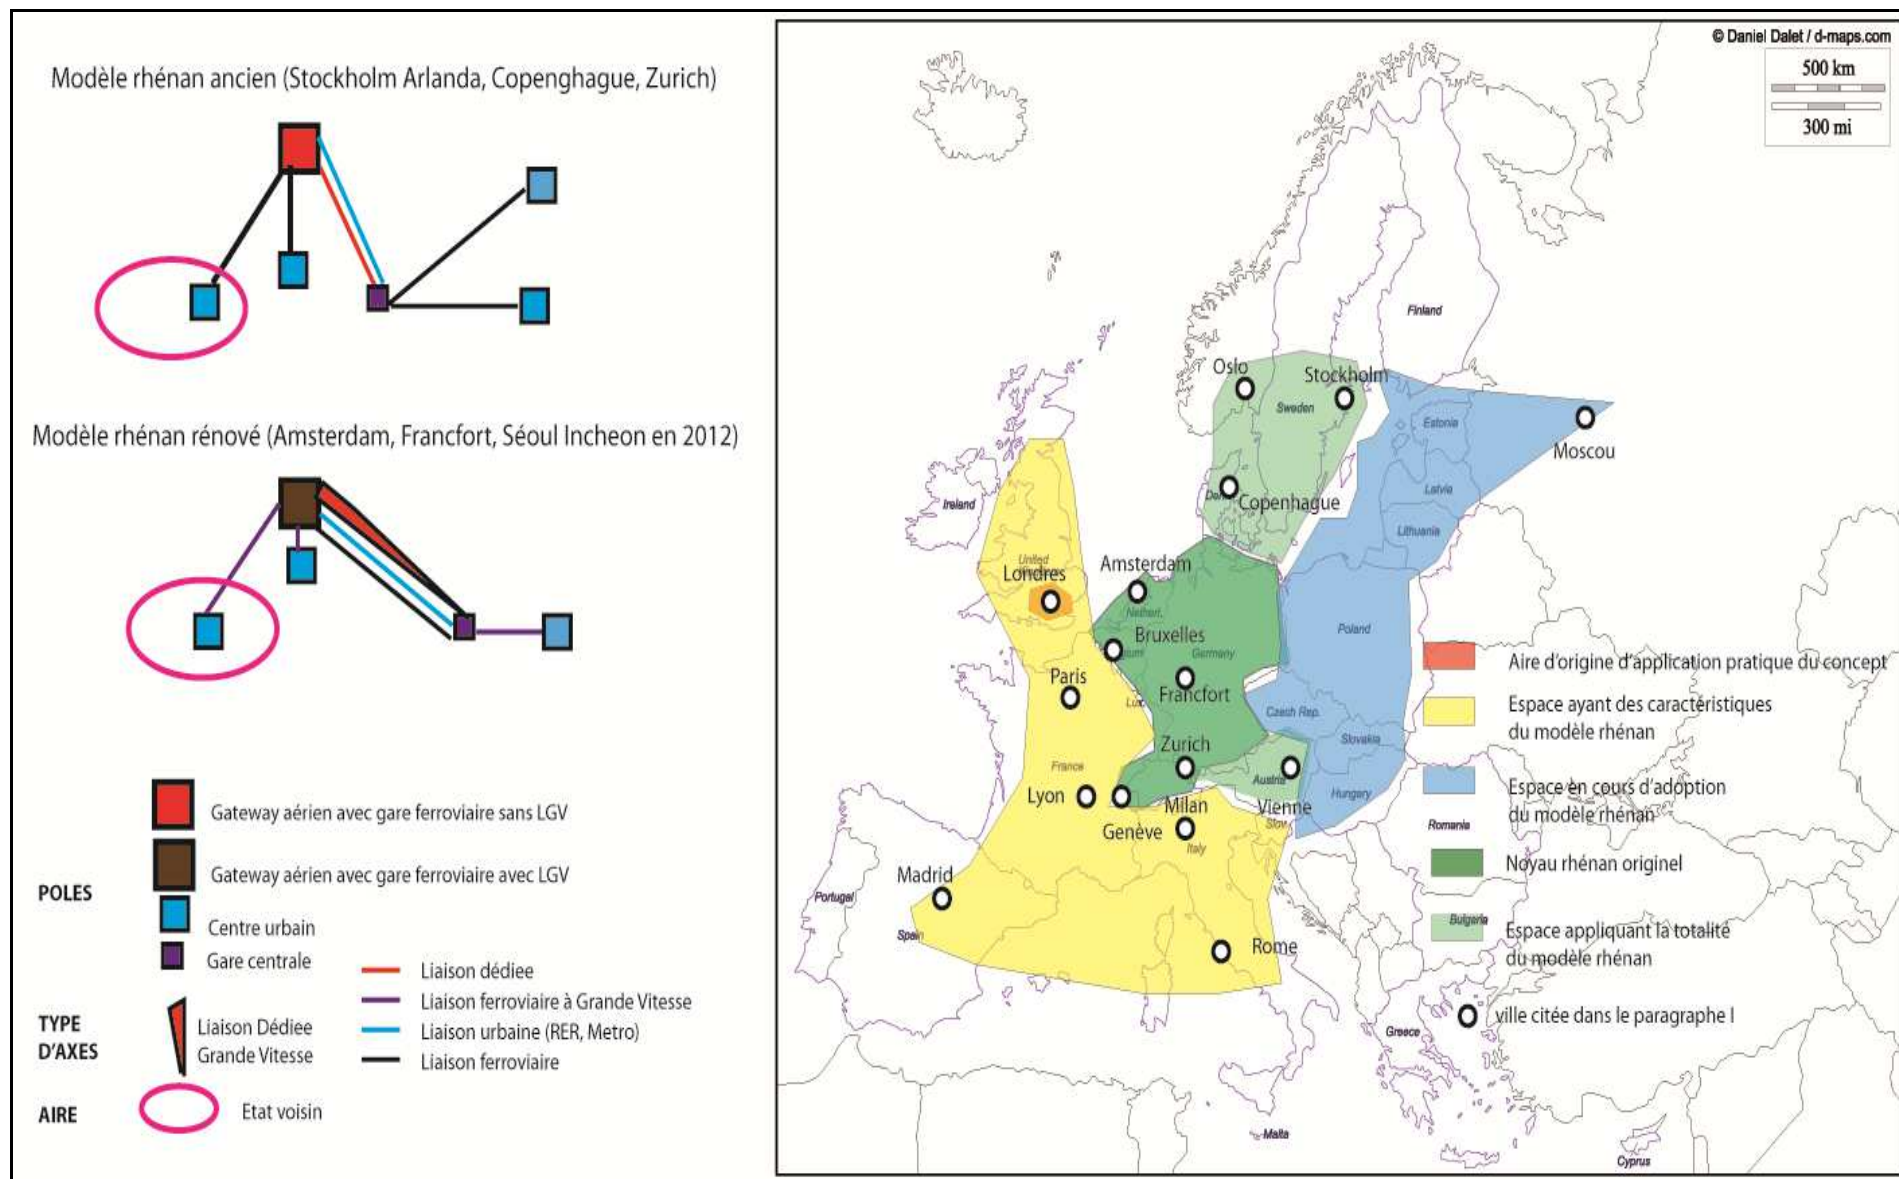 Modèle rhénan ancien (Stockholm Arlanda, Copenghague, Zurich)
Modèle rhénan rénové (Amsterdam, Francfort, Séoul Incheon en 2012)
Gateway aérien avec gare ferroviaire sans LGV
Gateway aérien avec gare ferroviaire avec LGV
POLES
Centre urbain
Gare centrale
TYPE
D'AXES
Liaison Dédiee
Grande Vitesse
Liaison dédiee
Liaison ferroviaire à Grande Vitesse
Liaison urbaine (RER, Metro)
Liaison ferroviaire
AIRE
Etat voisin
© Daniel Dalet / d-maps.com
500 km
300 mi
Finland
Oslo
Stockholm
Sweden
Estonia
Moscou
Latvia
Lithuania
Copenhague
Ireland
United
Londres
Amsterdam
Netherl.
Bruxelles
Germany
Poland
Paris
Francfort
Lux.
Czech Rep.
Slovakia
Zurich
France
Austria
Hungary
Lyon
Genève
Milan
Vienne
Slov.
Italy
Romania
Madrid
Portugal
Spain
Rome
Bulgaria
Greece
Malta
Cyprus
Aire d'origine d'application pratique du concept
Espace ayant des caractéristiques
du modèle rhénan
Espace en cours d'adoption
du modèle rhénan
Noyau rhénan originel
Espace appliquant la totalité
du modèle rhénan
ville citée dans le paragraphe I